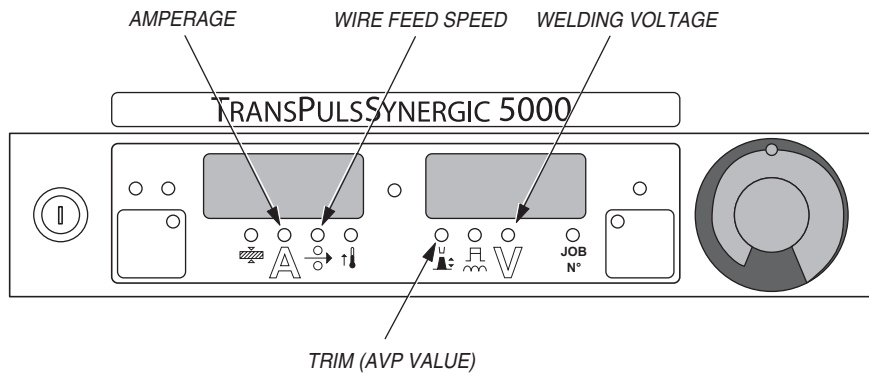 AMPERAGE WIRE FEED SPEED WELDING VOLTAGE
TRANSPULSSYNERGIC 5000
A V JOB
N°
TRIM (AVP VALUE)